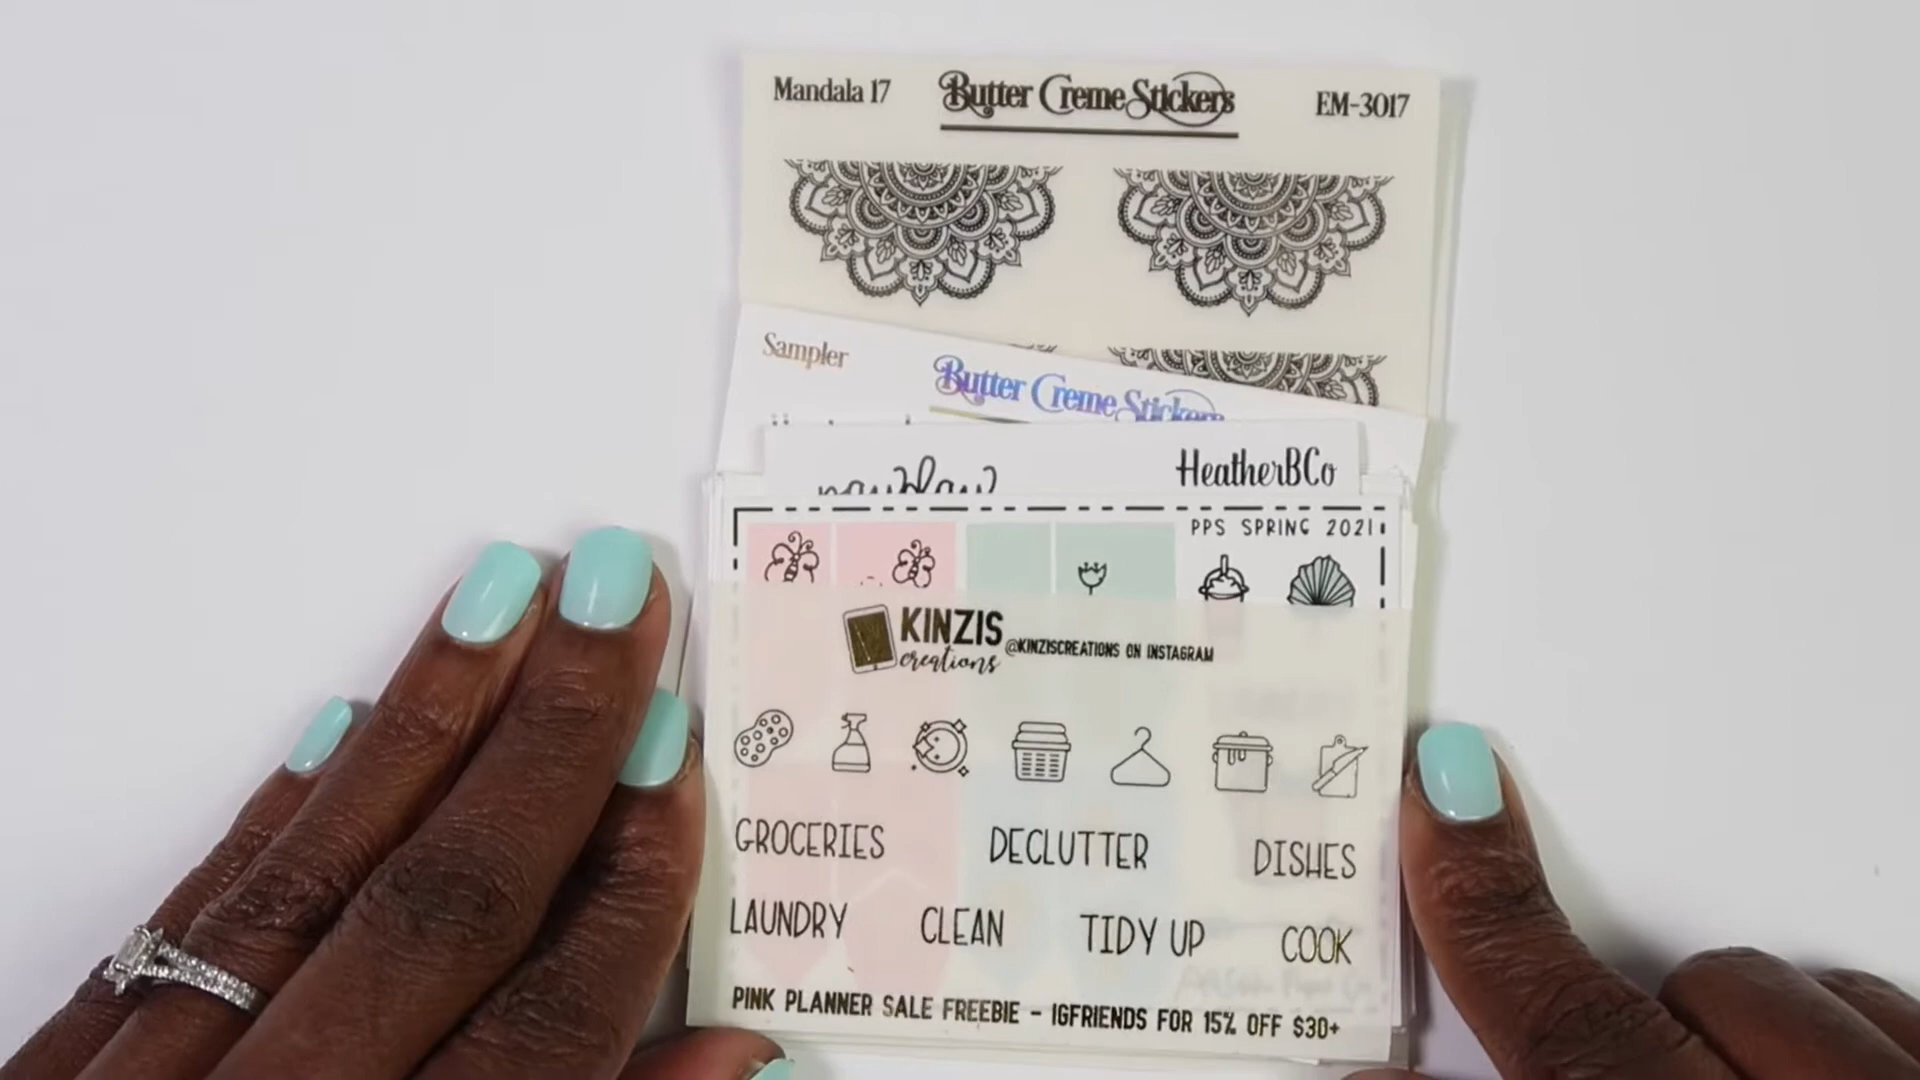 Mandala 17 Butter Creme Stickers EM-3017
Sampler Butter Creme Stickers
HeatherBCo
PPS SPRING 2021
KINZIS
creations @KINZISCREATIONS ON INSTAGRAM
GROCERIES DECLUTTER DISHES
LAUNDRY CLEAN TIDY UP COOK
PINK PLANNER SALE FREEBIE - IGFRIENDS FOR 15% OFF $30+